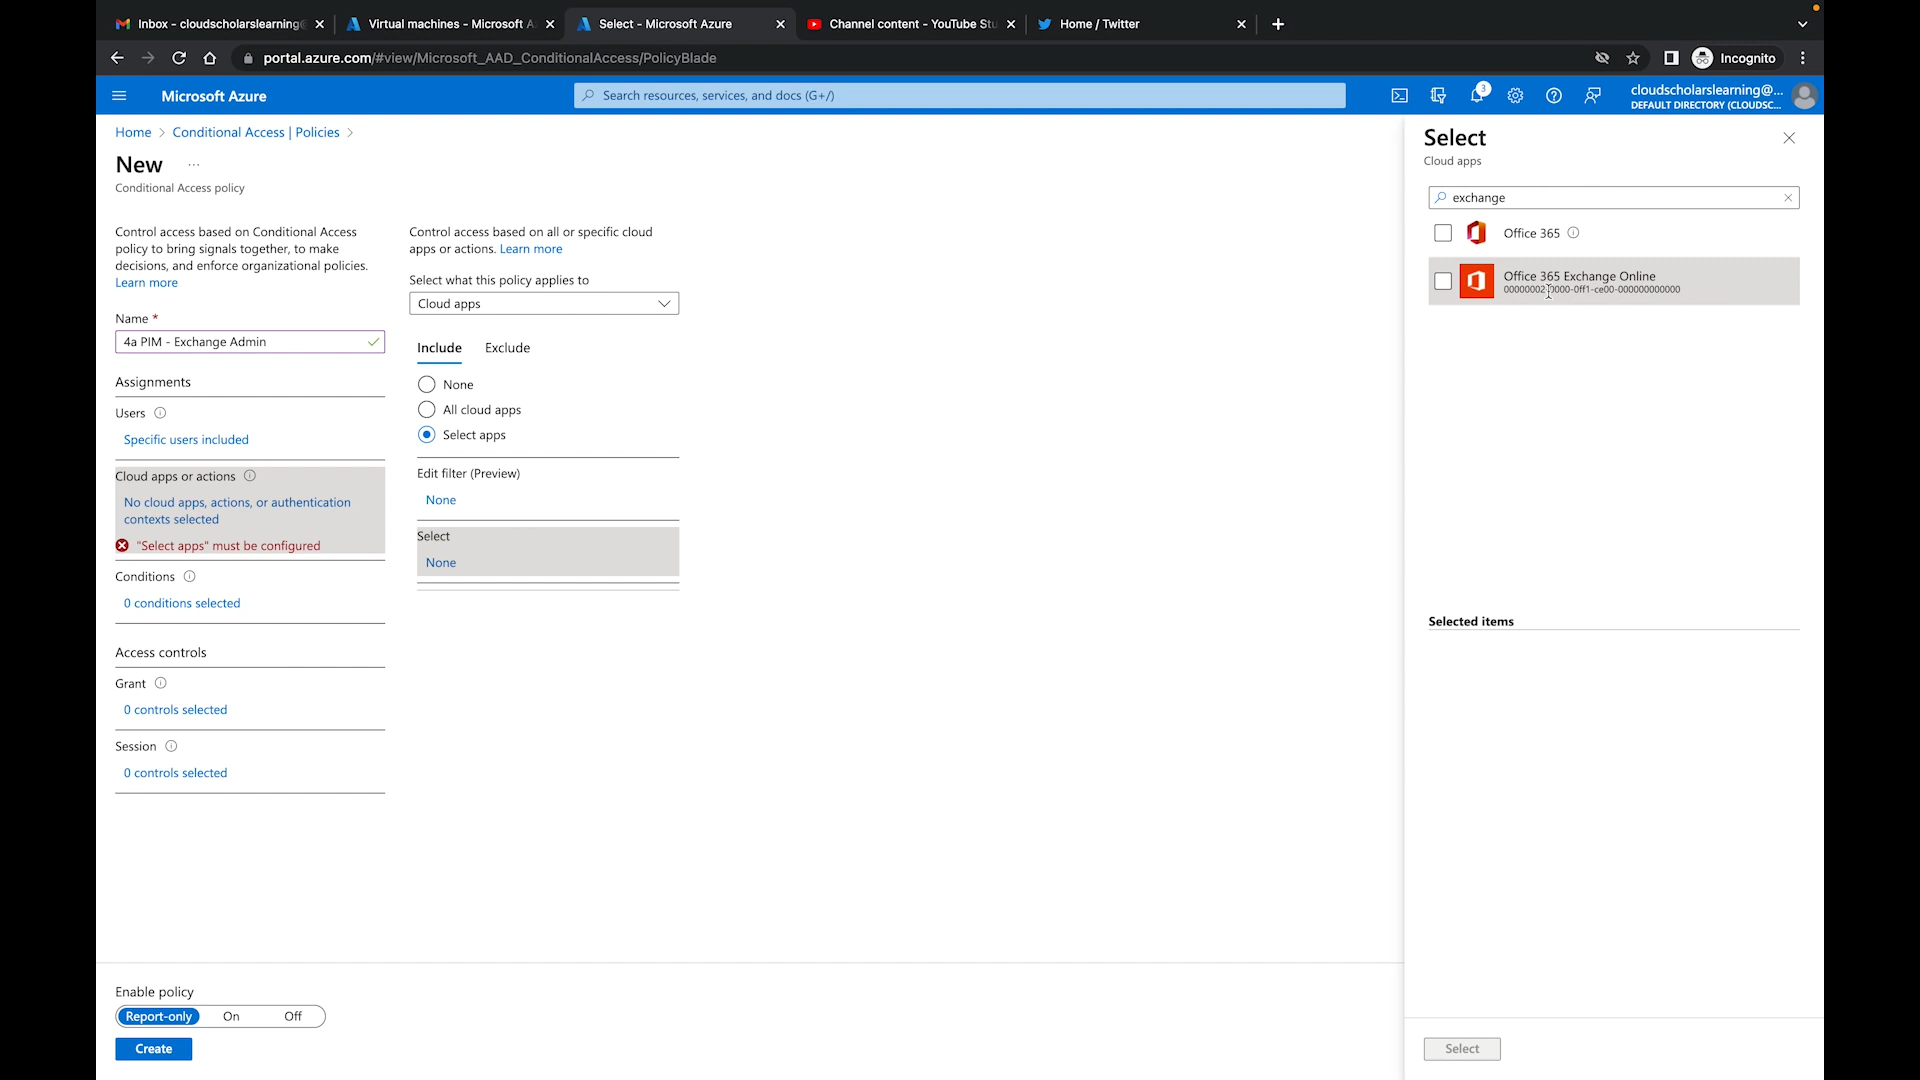 Inbox - cloudscholarslearning@
Virtual machines - Microsoft A
Select - Microsoft Azure
Channel content - YouTube Stu
Home / Twitter
portal.azure.com/#view/Microsoft_AAD_ConditionalAccess/PolicyBlade
Incognito
Microsoft Azure
Search resources, services, and docs (G+/)
3
cloudscholarslearning@...
DEFAULT DIRECTORY (CLOUDSC...
Home > Conditional Access | Policies >
New ...
Conditional Access policy
Control access based on Conditional Access
policy to bring signals together, to make
decisions, and enforce organizational policies.
Learn more
Name *
4a PIM - Exchange Admin
Assignments
Users
Specific users included
Cloud apps or actions
No cloud apps, actions, or authentication
contexts selected
"Select apps" must be configured
Conditions
0 conditions selected
Access controls
Grant
0 controls selected
Session
0 controls selected
Enable policy
Report-only On Off
Create
Control access based on all or specific cloud
apps or actions. Learn more
Select what this policy applies to
Cloud apps
Include Exclude
None
All cloud apps
Select apps
Edit filter (Preview)
None
Select
None
Select
Cloud apps
exchange
Office 365
Office 365 Exchange Online
Selected items
Select